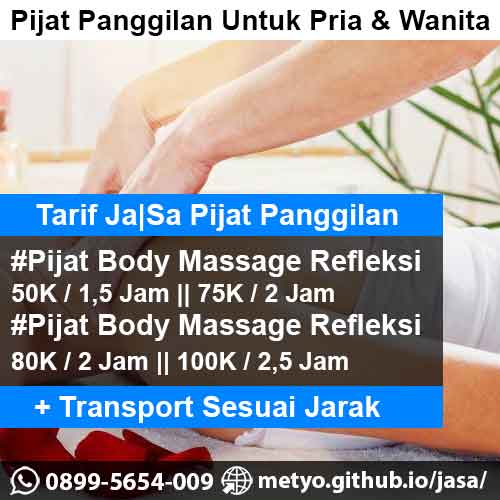 Pijat Panggilan Untuk Pria & Wanita
Tarif Ja|Sa Pijat Panggilan
#Pijat Body Massage Refleksi
50K / 1,5 Jam || 75K / 2 Jam
#Pijat Body Massage Refleksi
80K / 2 Jam || 100K / 2,5 Jam
+ Transport Sesuai Jarak
0899-5654-009 metyo.github.io/jasa/